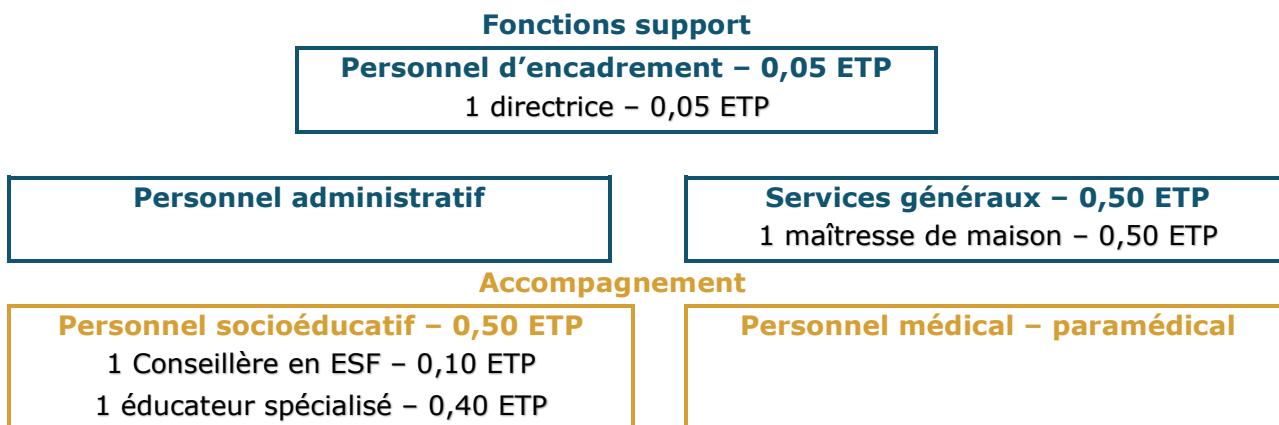 Fonctions support
Personnel d’encadrement – 0,05 ETP
1 directrice – 0,05 ETP
Personnel administratif
Services généraux – 0,50 ETP
1 maîtresse de maison – 0,50 ETP
Accompagnement
Personnel socioéducatif – 0,50 ETP
1 Conseillère en ESF – 0,10 ETP
1 éducateur spécialisé – 0,40 ETP
Personnel médical – paramédical